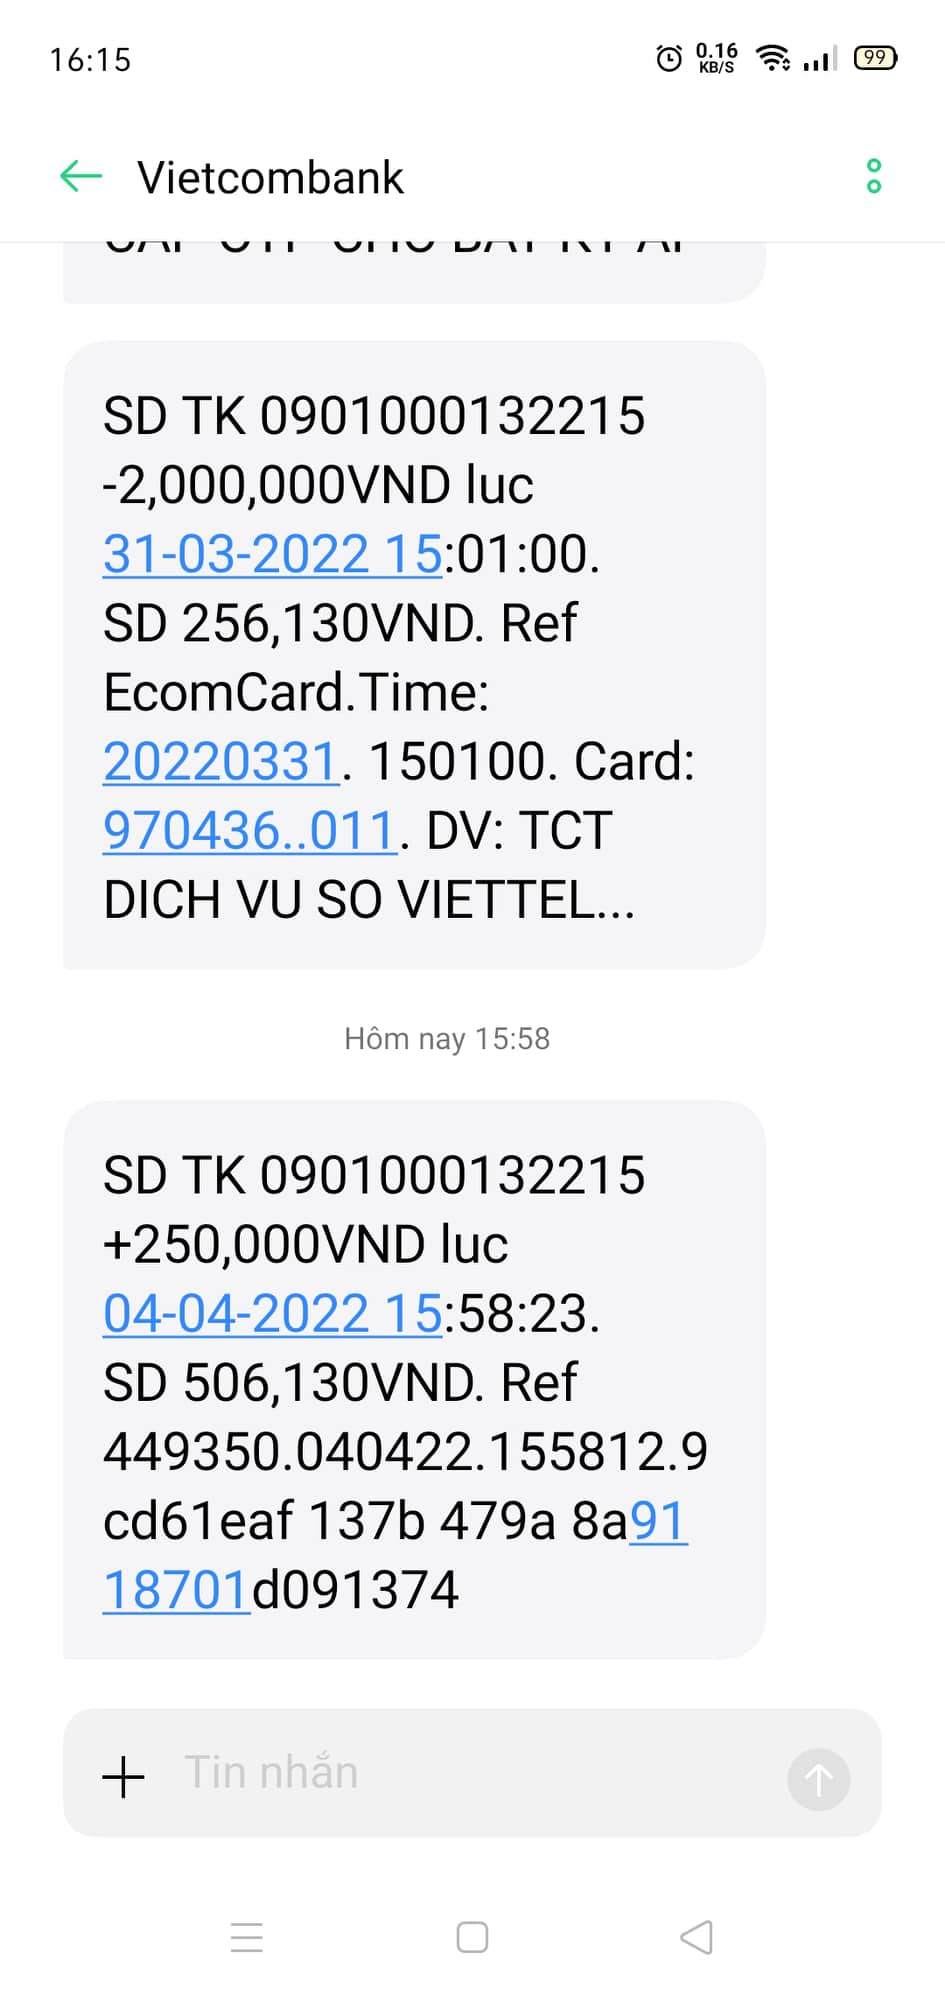 16:15
0.16
KB/S
99
Vietcombank
SD TK 0901000132215
-2,000,000VND luc
31-03-2022 15:01:00.
SD 256,130VND. Ref
EcomCard.Time:
20220331. 150100. Card:
970436..011. DV: TCT
DICH VU SO VIETTEL...
Hôm nay 15:58
SD TK 0901000132215
+250,000VND luc
04-04-2022 15:58:23.
SD 506,130VND. Ref
449350.040422.155812.9
cd61eaf 137b 479a 8a91
18701d091374
Tin nhắn